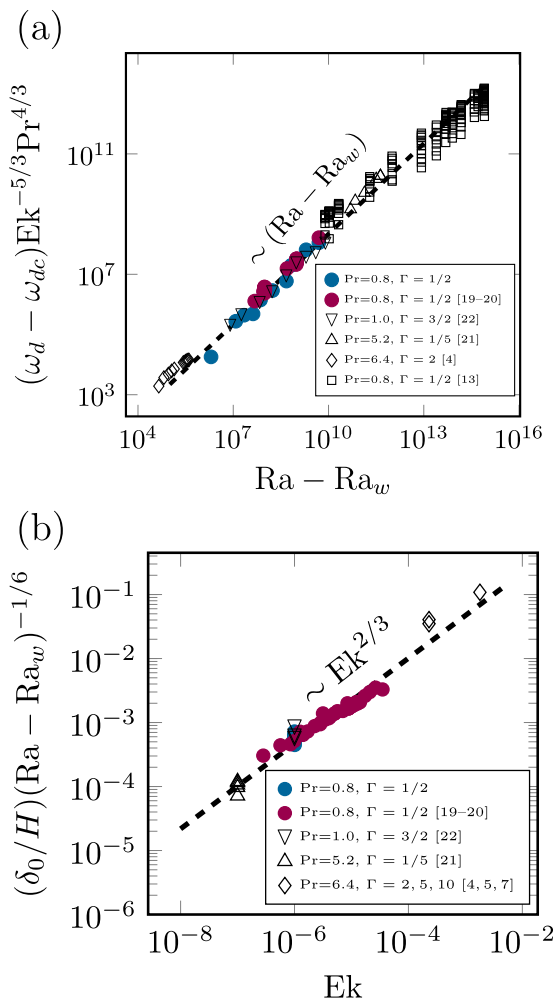 (a)
(ω_d − ω_dc)Ek^−5/3Pr^4/3
10^11
10^7
10^3
∼ (Ra − Ra_w)
Pr=0.8, Γ = 1/2
Pr=0.8, Γ = 1/2 [19–20]
Pr=1.0, Γ = 3/2 [22]
Pr=5.2, Γ = 1/5 [21]
Pr=6.4, Γ = 2 [4]
Pr=0.8, Γ = 1/2 [13]
10^4 10^7 10^10 10^13 10^16
Ra − Ra_w
(b)
(δ_0/H)(Ra − Ra_w)^−1/6
10^−1
10^−2
10^−3
10^−4
10^−5
10^−6
∼ Ek^2/3
Pr=0.8, Γ = 1/2
Pr=0.8, Γ = 1/2 [19–20]
Pr=1.0, Γ = 3/2 [22]
Pr=5.2, Γ = 1/5 [21]
Pr=6.4, Γ = 2, 5, 10 [4, 5, 7]
10^−8 10^−6 10^−4 10^−2
Ek